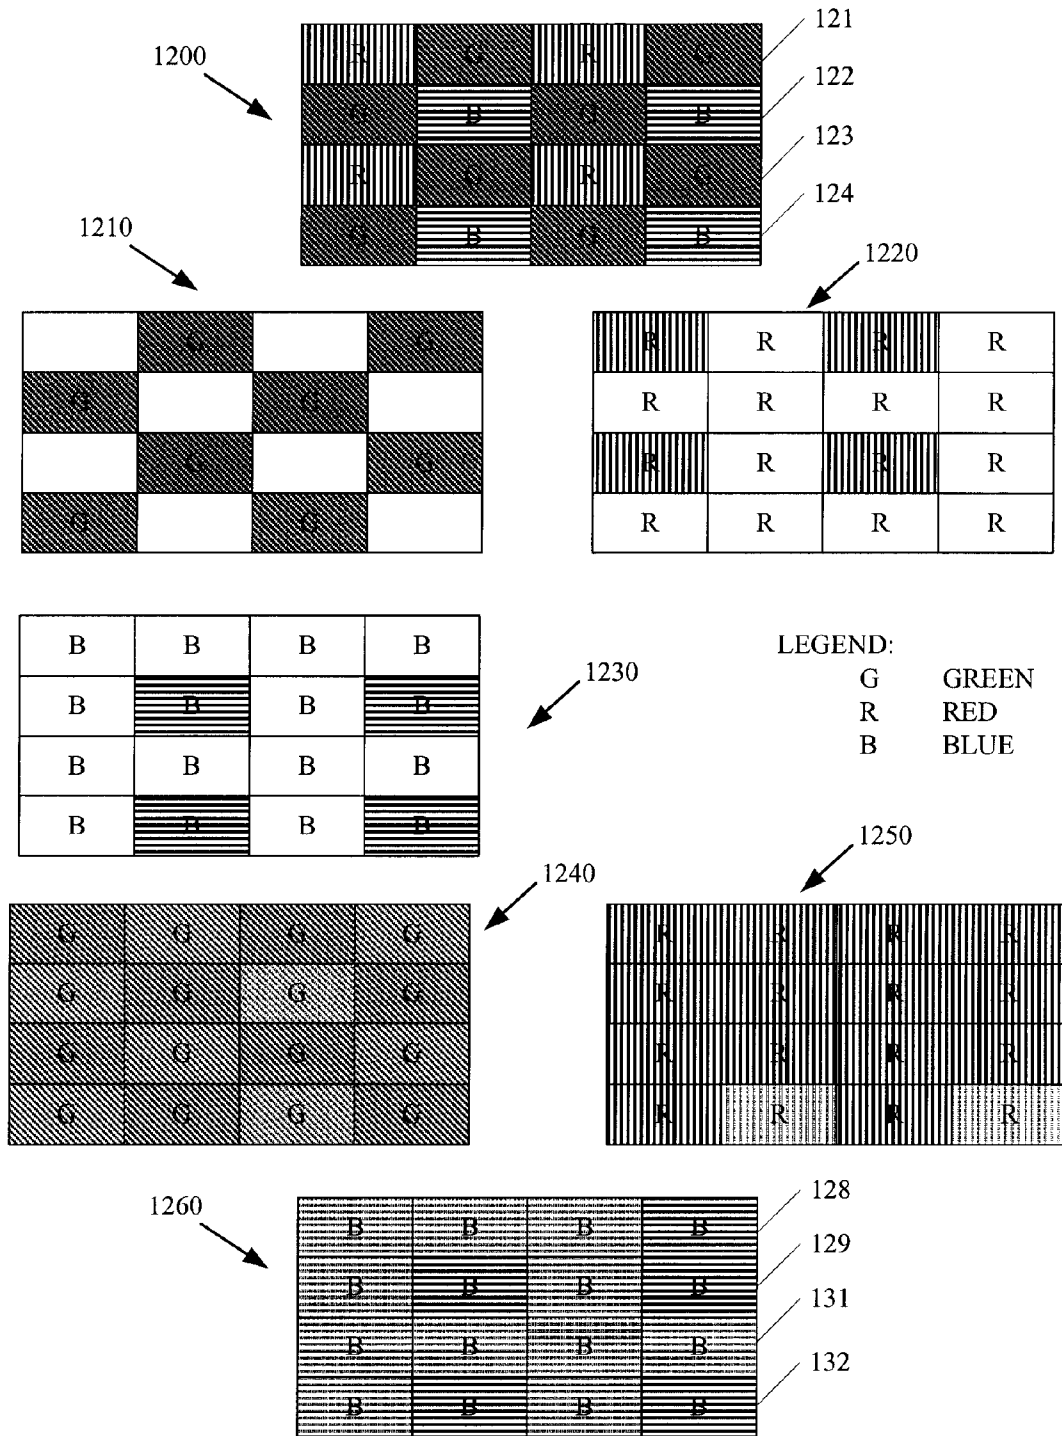 1200
R G R G 121
G B G B 122
R G R G 123
G B G B 124
1210
G G
G G
G G
G G
1220
R R R R
R R R R
R R R R
R R R R
B B B B
B B B B
B B B B
B B B B
1230
LEGEND:
G GREEN
R RED
B BLUE
1240
G G G G
G G G G
G G G G
G G G G
1250
R R R R
R R R R
R R R R
R R R R
1260
B B B B 128
B B B B 129
B B B B 131
B B B B 132